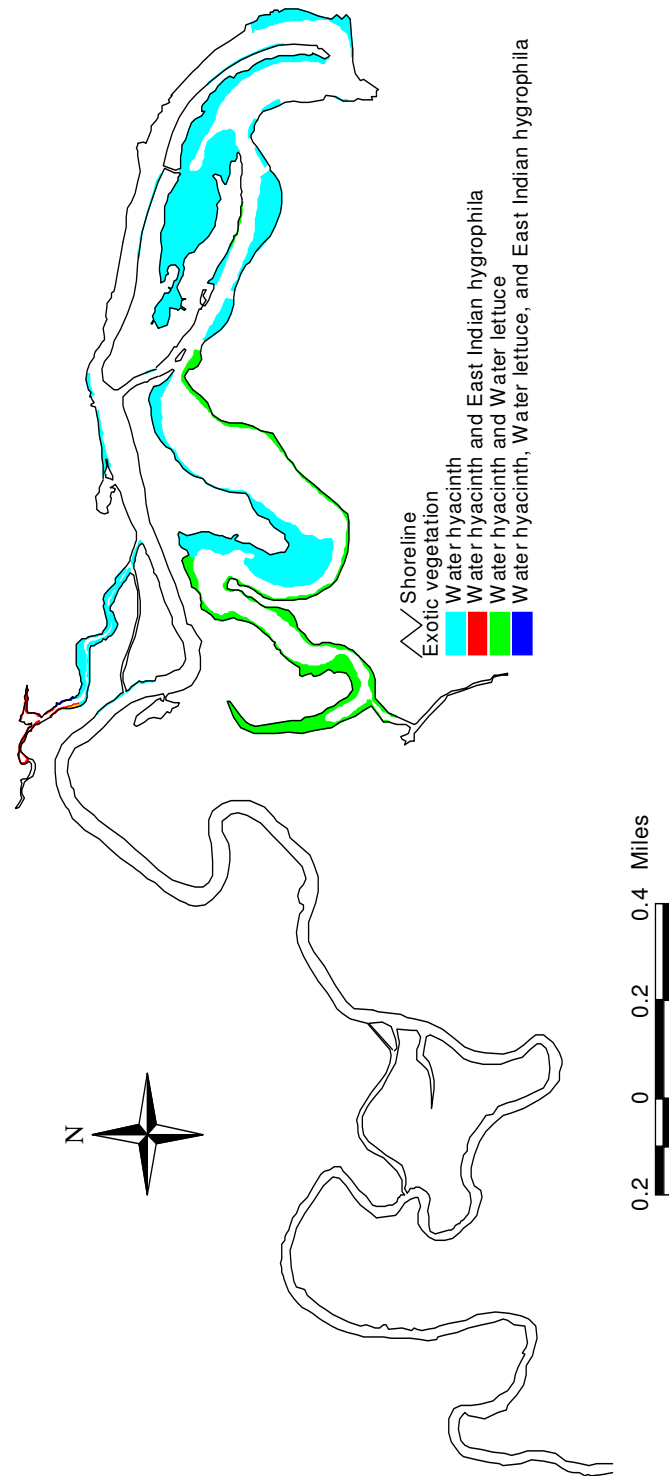 N
Shoreline
Exotic vegetation
Water hyacinth
Water hyacinth and East Indian hygrophila
Water hyacinth and Water lettuce
Water hyacinth, Water lettuce, and East Indian hygrophila
0.2 0 0.2 0.4 Miles